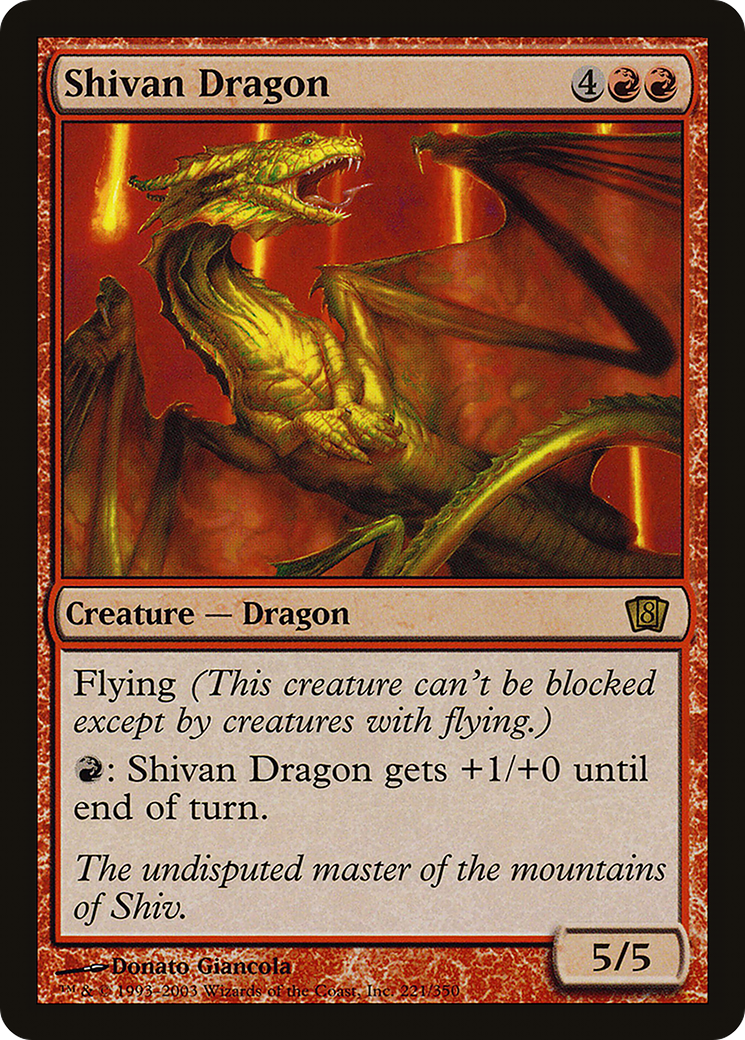 Shivan Dragon 4
Creature — Dragon 8
Flying (This creature can't be blocked
except by creatures with flying.)
: Shivan Dragon gets +1/+0 until
end of turn.
The undisputed master of the mountains
of Shiv.
5/5
Donato Giancola
™ & © 1993–2003 Wizards of the Coast, Inc. 221/350